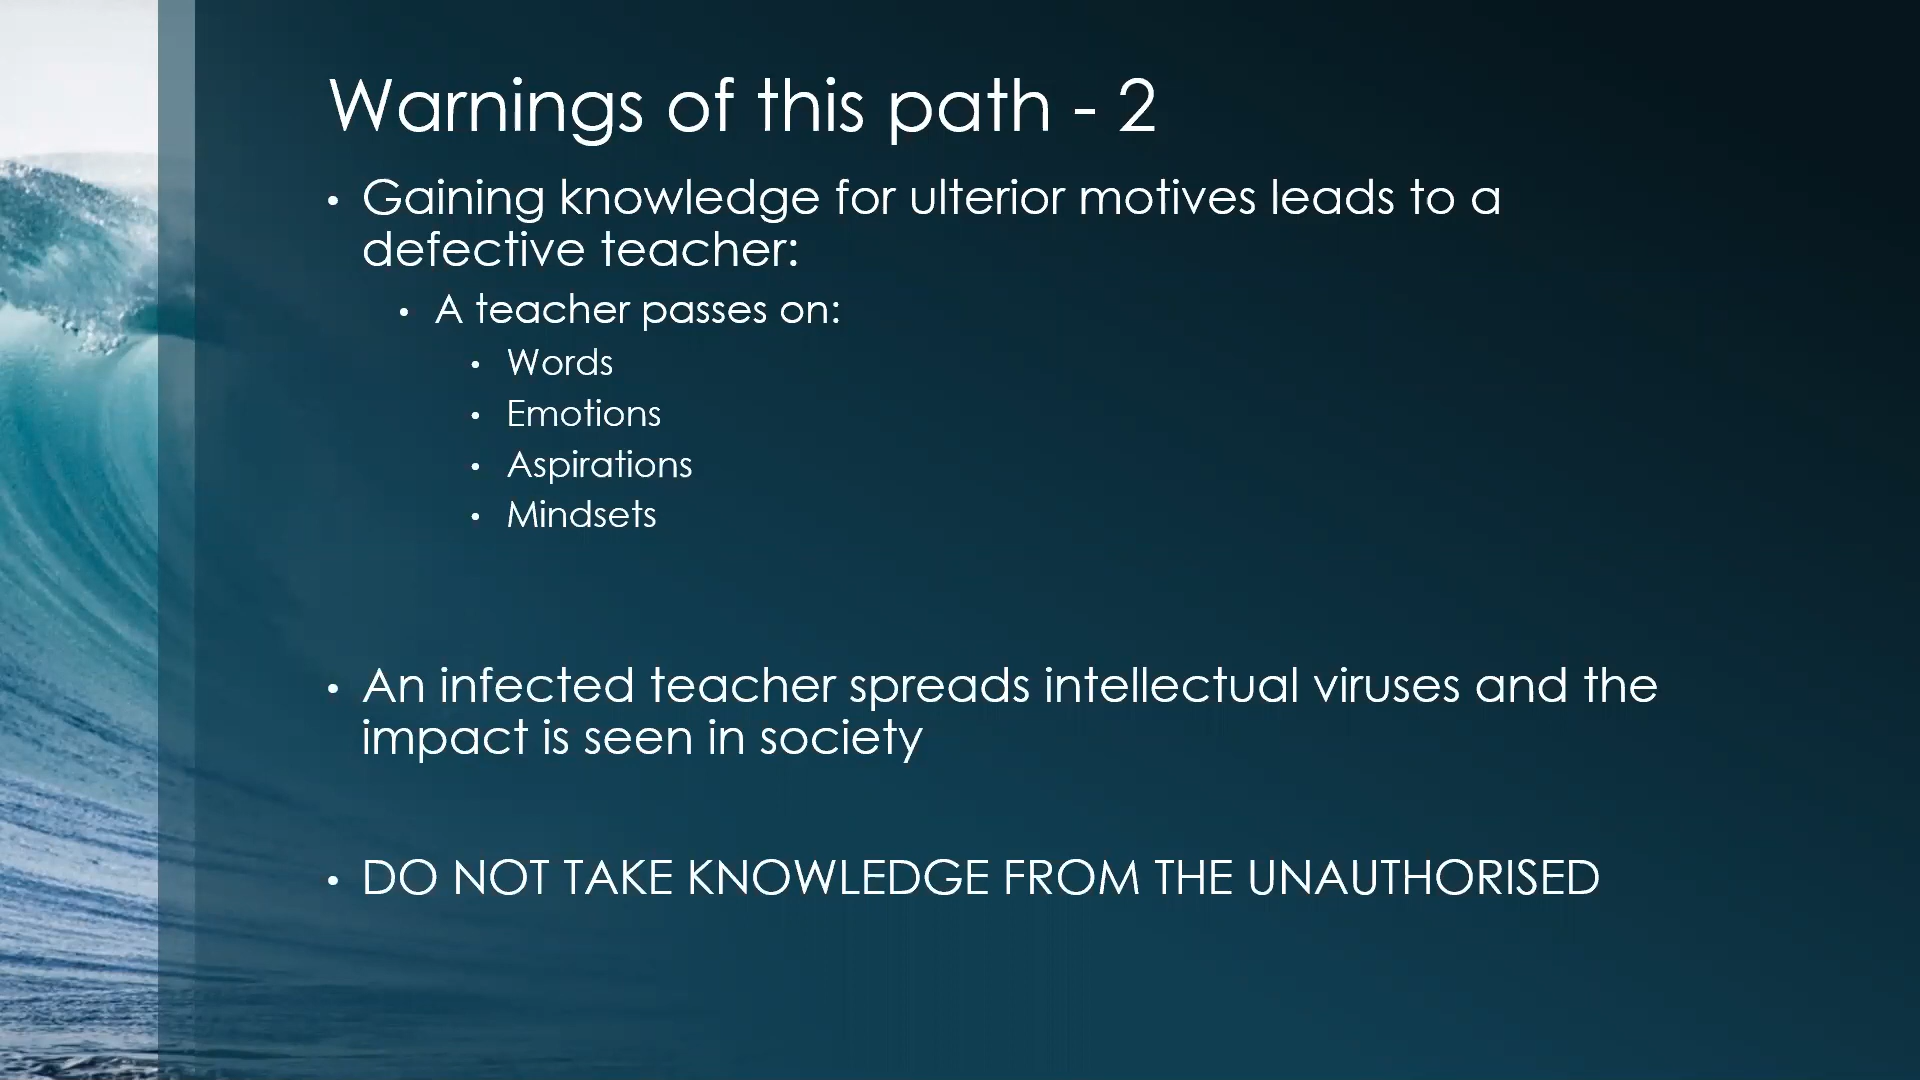 Warnings of this path - 2
• Gaining knowledge for ulterior motives leads to a
defective teacher:
• A teacher passes on:
• Words
• Emotions
• Aspirations
• Mindsets
• An infected teacher spreads intellectual viruses and the
impact is seen in society
• DO NOT TAKE KNOWLEDGE FROM THE UNAUTHORISED